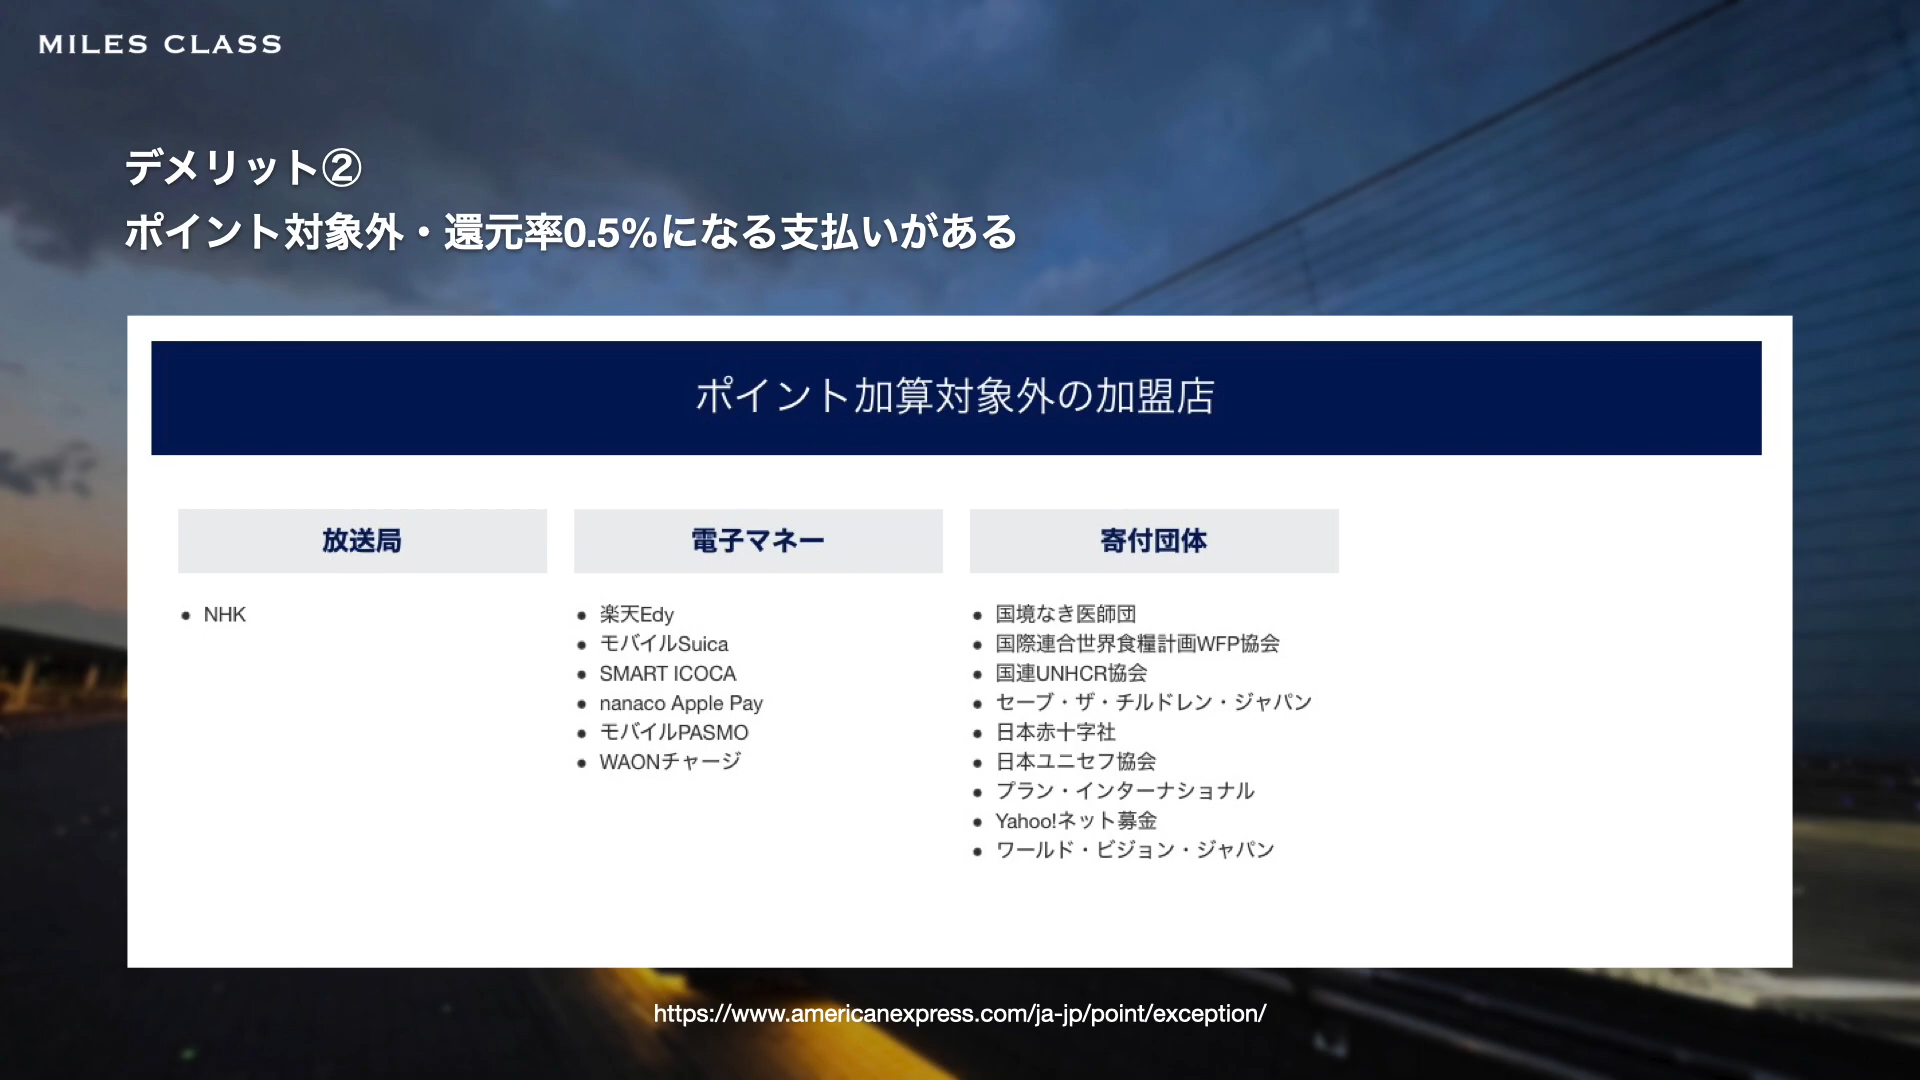 MILES CLASS
デメリット②
ポイント対象外・還元率0.5%になる支払いがある
ポイント加算対象外の加盟店
放送局
• NHK
電子マネー
• 楽天Edy
• モバイルSuica
• SMART ICOCA
• nanaco Apple Pay
• モバイルPASMO
• WAONチャージ
寄付団体
• 国境なき医師団
• 国際連合世界食糧計画WFP協会
• 国連UNHCR協会
• セーブ・ザ・チルドレン・ジャパン
• 日本赤十字社
• 日本ユニセフ協会
• プラン・インターナショナル
• Yahoo!ネット募金
• ワールド・ビジョン・ジャパン
https://www.americanexpress.com/ja-jp/point/exception/